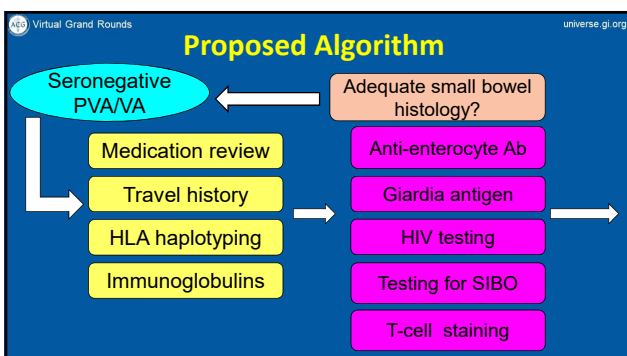 ACG Virtual Grand Rounds
universe.gi.org
Proposed Algorithm
Seronegative
PVA/VA
Adequate small bowel
histology?
Medication review
Travel history
HLA haplotyping
Immunoglobulins
Anti-enterocyte Ab
Giardia antigen
HIV testing
Testing for SIBO
T-cell staining